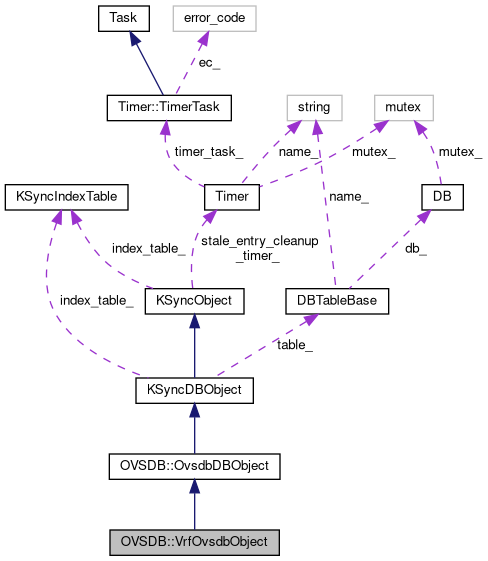 Task
error_code
ec_
Timer::TimerTask
string
mutex
timer_task_
name_
mutex_
mutex_
KSyncIndexTable
Timer
name_
DB
index_table_
stale_entry_cleanup
_timer_
db_
index_table_
KSyncObject
DBTableBase
table_
KSyncDBObject
OVSDB::OvsdbDBObject
OVSDB::VrfOvsdbObject